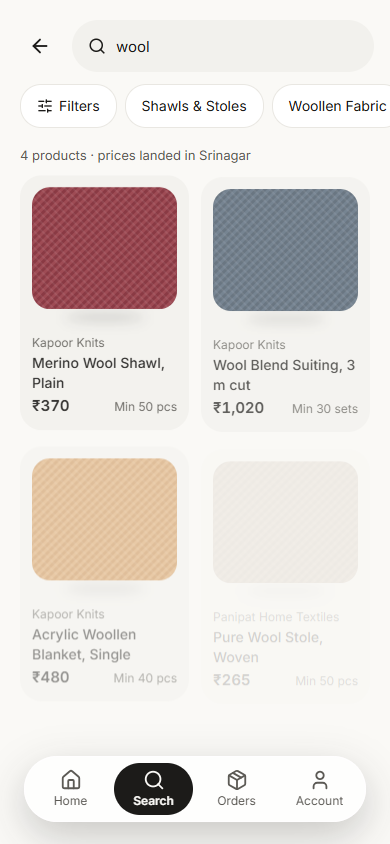 wool
Filters
Shawls & Stoles
Woollen Fabric
4 products · prices landed in Srinagar
Kapoor Knits
Merino Wool Shawl,
Plain
₹370
Min 50 pcs
Kapoor Knits
Wool Blend Suiting, 3
m cut
₹1,020
Min 30 sets
Kapoor Knits
Acrylic Woollen
Blanket, Single
₹480
Min 40 pcs
Panipat Home Textiles
Pure Wool Stole,
Woven
₹265
Min 50 pcs
Home
Search
Orders
Account